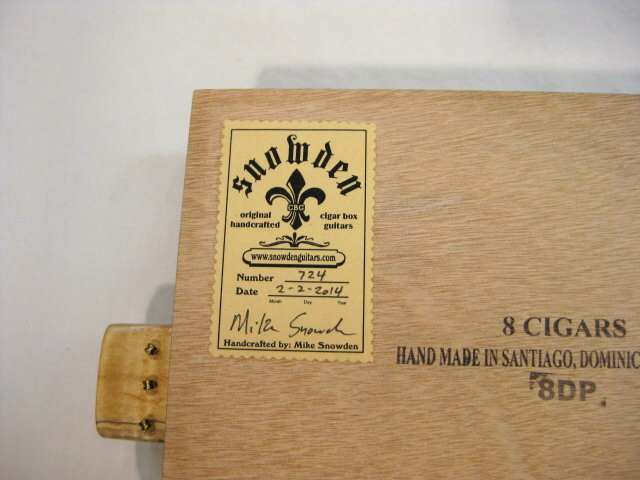 snowden
CBG
original handcrafted
cigar box guitars
www.snowdenguitars.com
Number 724
Date 2-2-2014
Month Day Year
Mike Snowden
Handcrafted by: Mike Snowden
8 CIGARS
HAND MADE IN SANTIAGO, DOMINIC
8DP